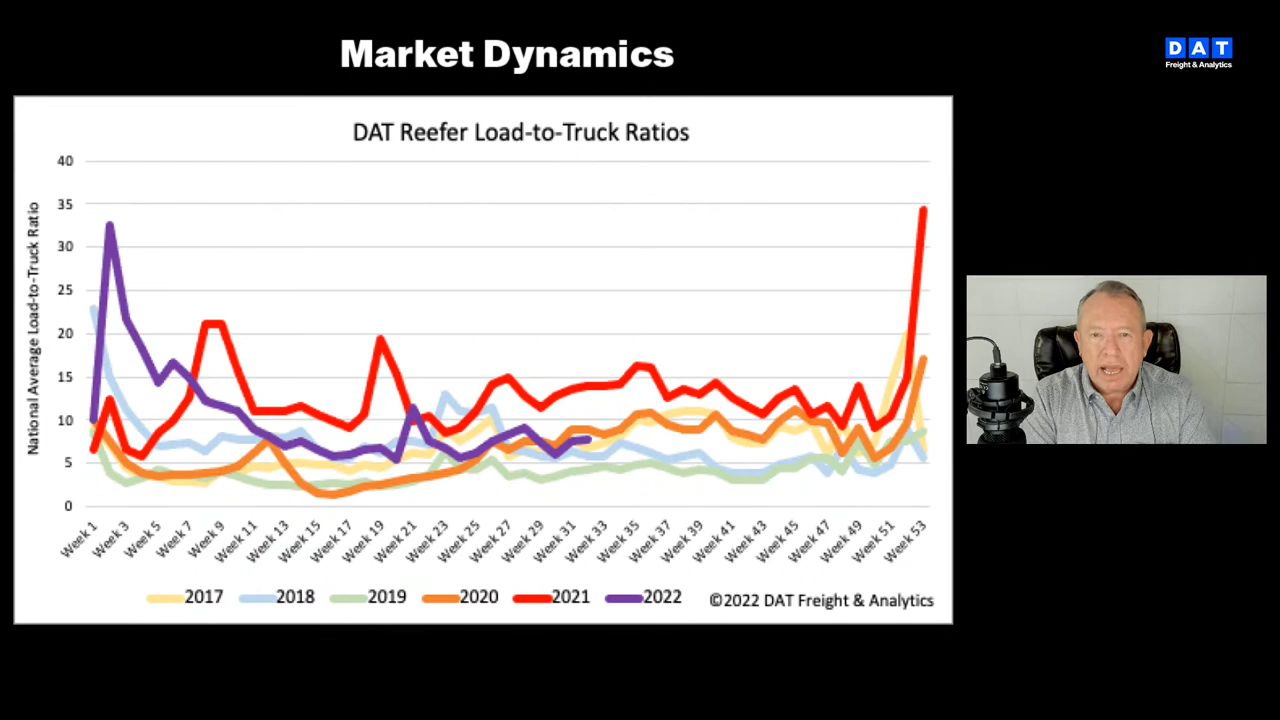 Market Dynamics
DAT
Freight & Analytics
DAT Reefer Load-to-Truck Ratios
National Average Load-to-Truck Ratio
40
35
30
25
20
15
10
5
0
Week 1 Week 3 Week 5 Week 7 Week 9 Week 11 Week 13 Week 15 Week 17 Week 19 Week 21 Week 23 Week 25 Week 27 Week 29 Week 31 Week 33 Week 35 Week 37 Week 39 Week 41 Week 43 Week 45 Week 47 Week 49 Week 51 Week 53
2017 2018 2019 2020 2021 2022 ©2022 DAT Freight & Analytics